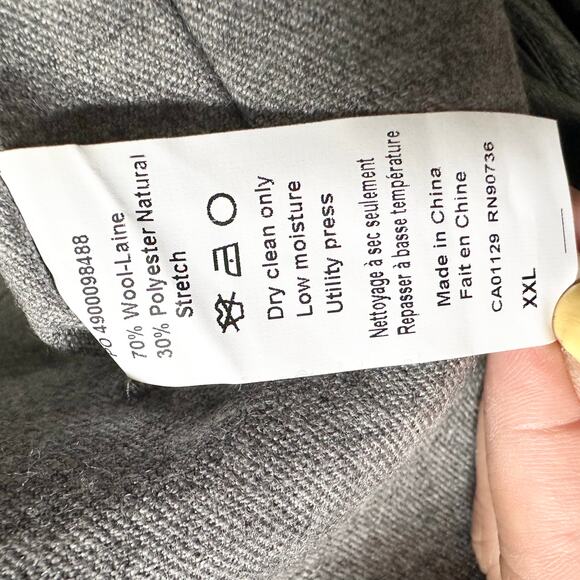 PO 4900098488
70% Wool-Laine
30% Polyester Natural
Stretch
Dry clean only
Low moisture
Utility press
Nettoyage à sec seulement
Repasser à basse température
Made in China
Fait en Chine
CA01129 RN90736
XXL